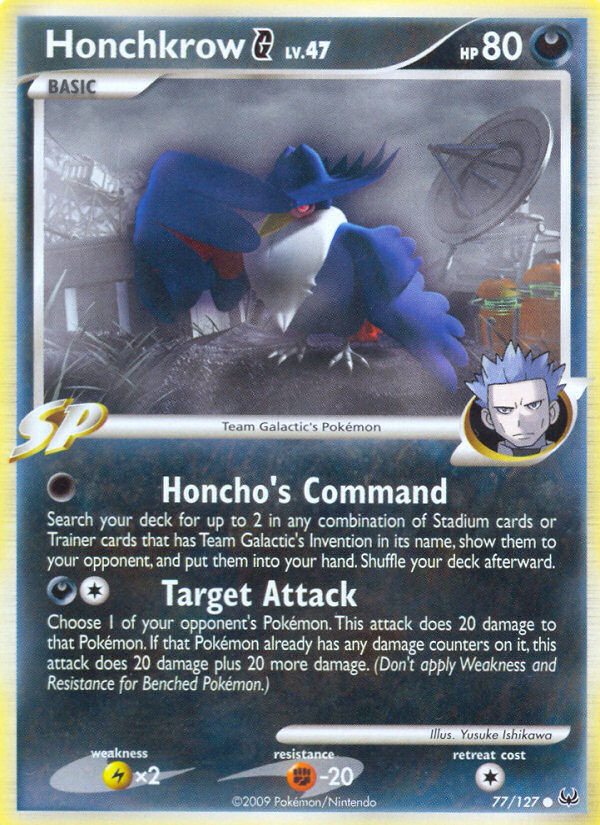 Honchkrow G LV.47 HP 80
BASIC
SP
Team Galactic's Pokémon
Honcho's Command
Search your deck for up to 2 in any combination of Stadium cards or
Trainer cards that has Team Galactic's Invention in its name, show them to
your opponent, and put them into your hand. Shuffle your deck afterward.
Target Attack
Choose 1 of your opponent's Pokémon. This attack does 20 damage to
that Pokémon. If that Pokémon already has any damage counters on it, this
attack does 20 damage plus 20 more damage. (Don't apply Weakness and
Resistance for Benched Pokémon.)
Illus. Yusuke Ishikawa
weakness resistance retreat cost
×2 -20
©2009 Pokémon/Nintendo 77/127